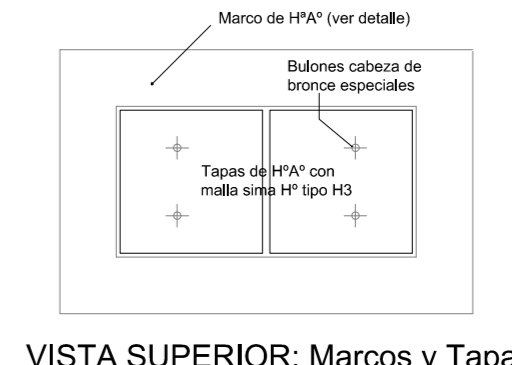 Marco de HªAº (ver detalle)
Bulones cabeza de
bronce especiales
Tapas de HºAº con
malla sima Hº tipo H3
VISTA SUPERIOR: Marcos y Tapa